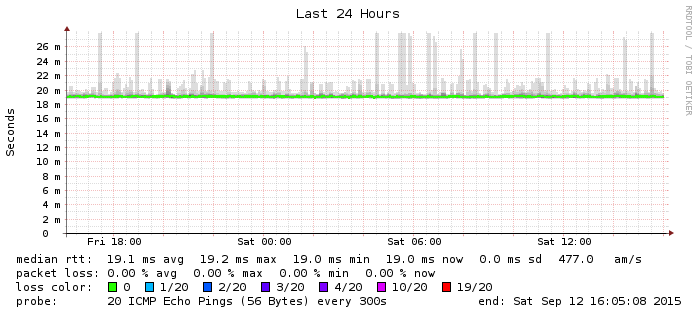 Last 24 Hours
RRDTOOL / TOBI OETIKER
Seconds
26 m
24 m
22 m
20 m
18 m
16 m
14 m
12 m
10 m
8 m
6 m
4 m
2 m
0
Fri 18:00 Sat 00:00 Sat 06:00 Sat 12:00
median rtt: 19.1 ms avg 19.2 ms max 19.0 ms min 19.0 ms now 0.0 ms sd 477.0 am/s
packet loss: 0.00 % avg 0.00 % max 0.00 % min 0.00 % now
loss color: 0 1/20 2/20 3/20 4/20 10/20 19/20
probe: 20 ICMP Echo Pings (56 Bytes) every 300s end: Sat Sep 12 16:05:08 2015